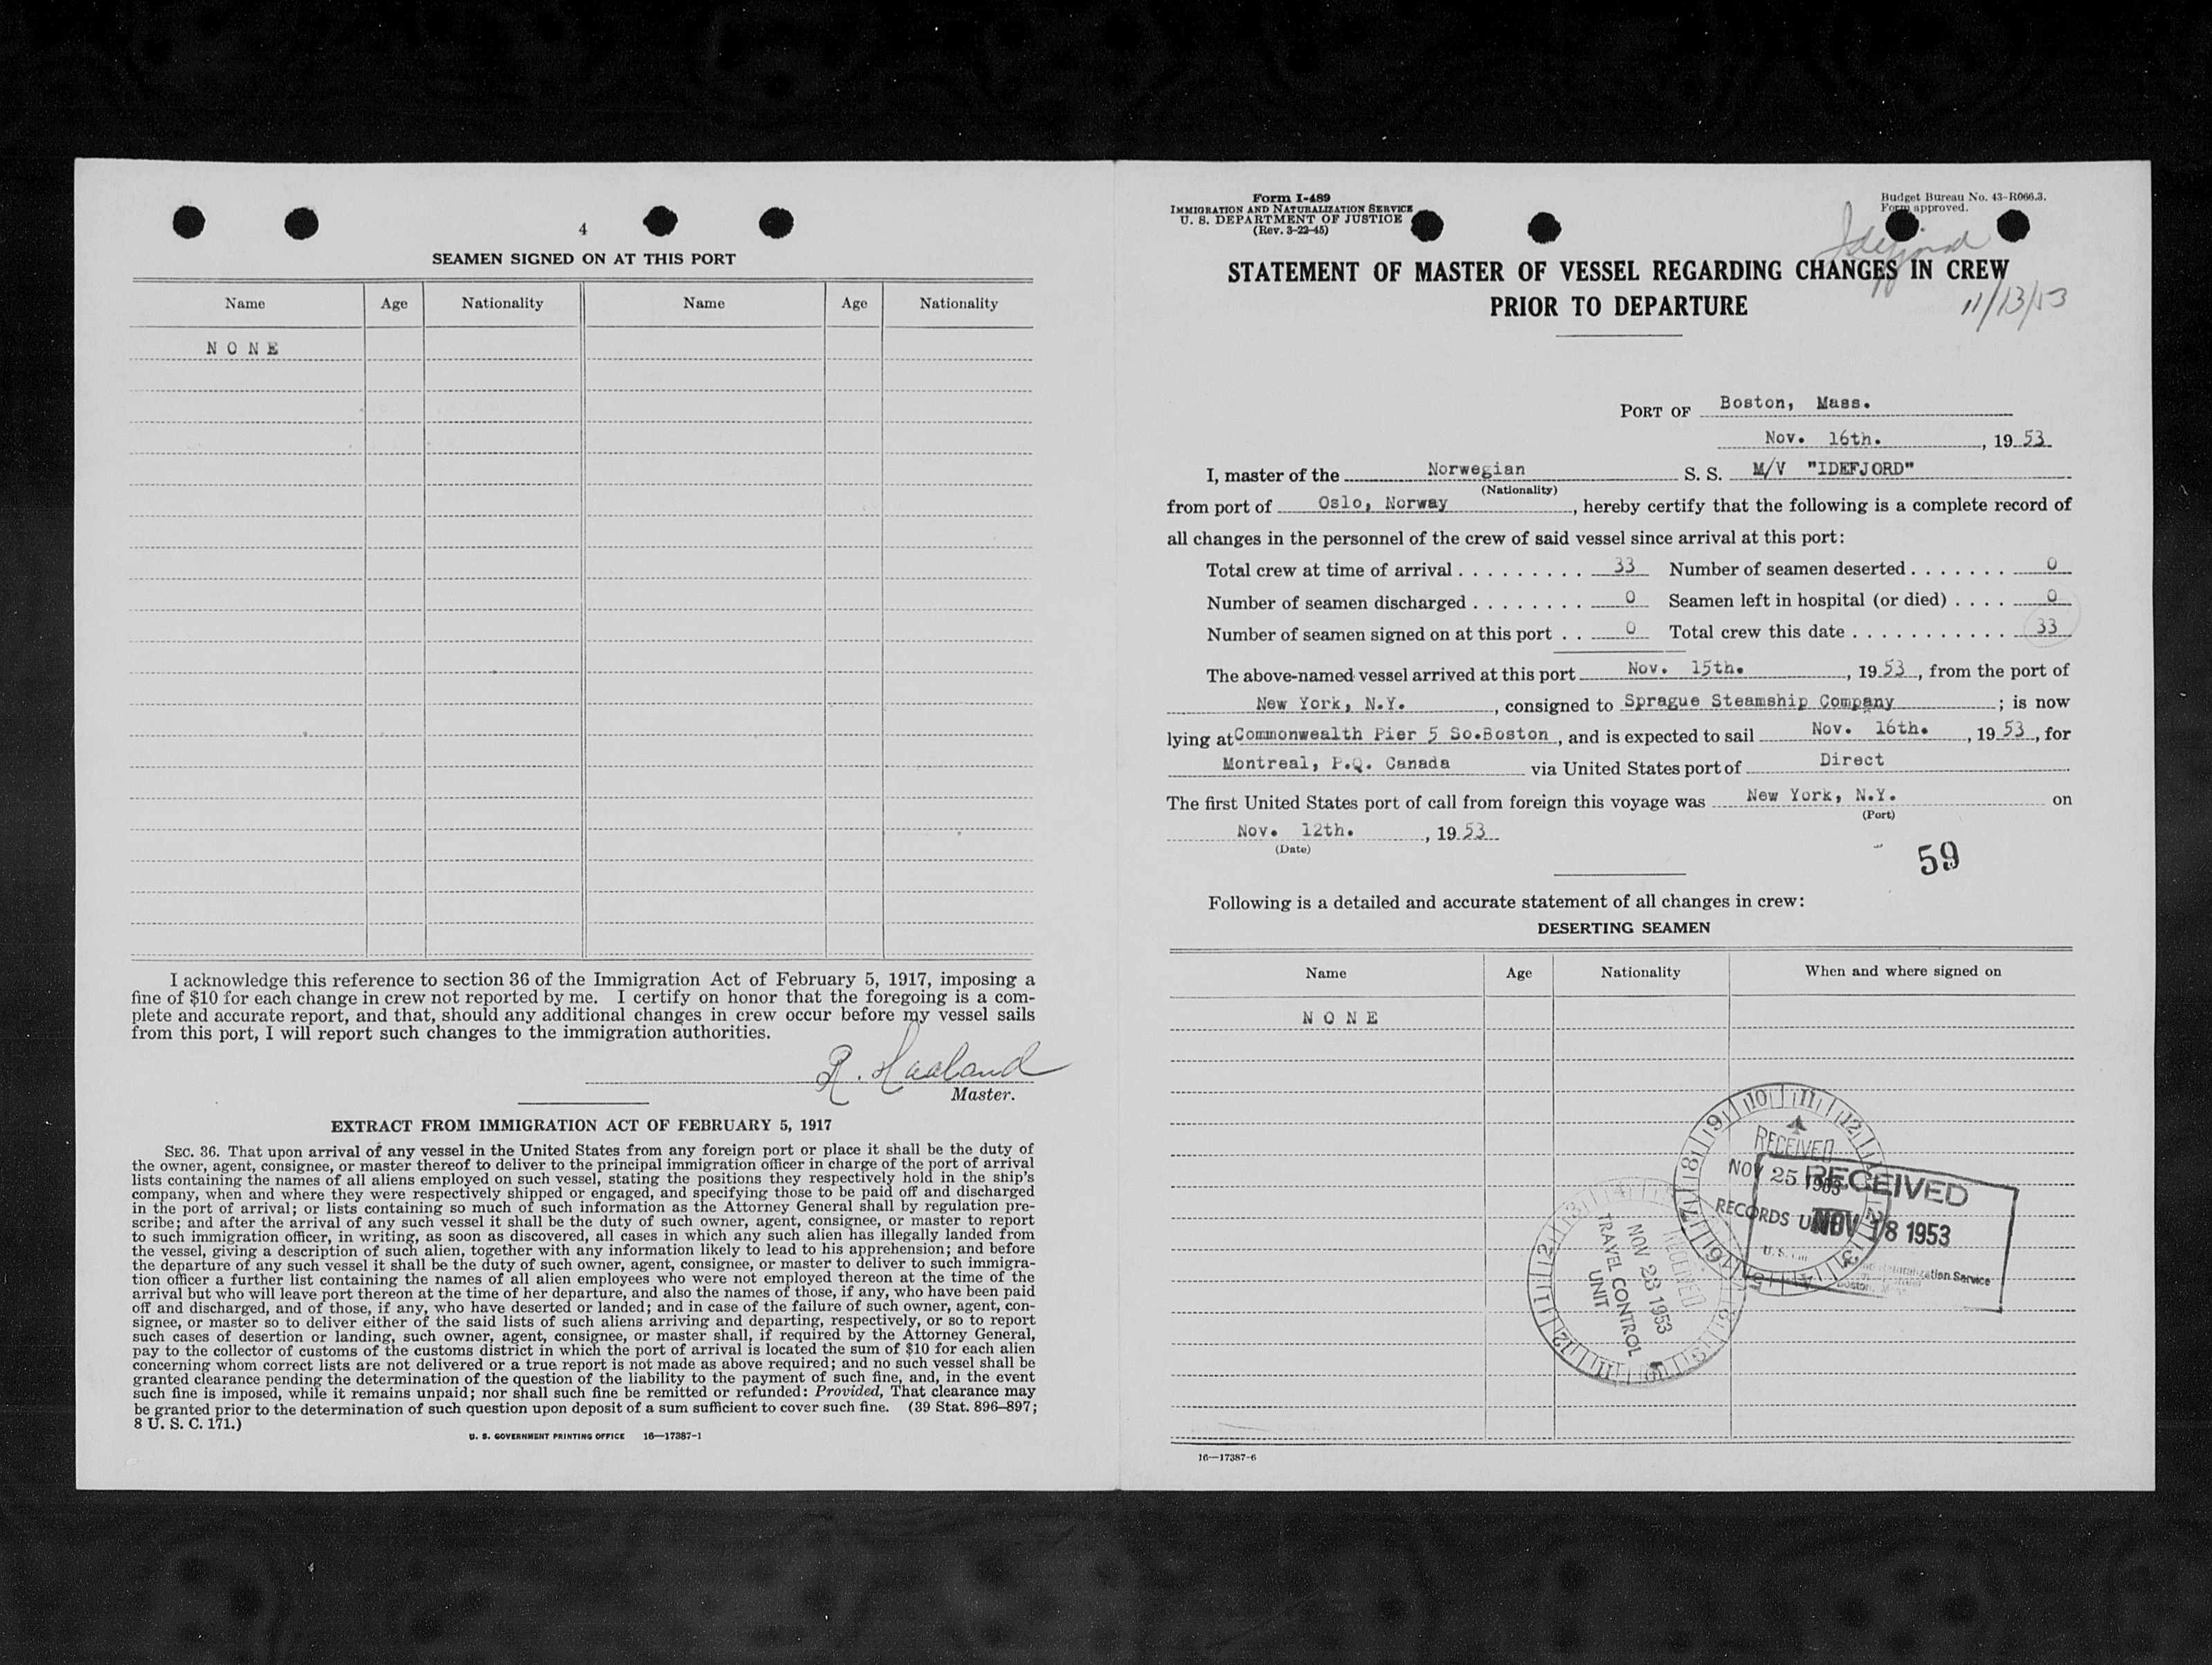 4
SEAMEN SIGNED ON AT THIS PORT
Name Age Nationality Name Age Nationality
NONE
I acknowledge this reference to section 36 of the Immigration Act of February 5, 1917, imposing a
fine of $10 for each change in crew not reported by me. I certify on honor that the foregoing is a com-
plete and accurate report, and that, should any additional changes in crew occur before my vessel sails
from this port, I will report such changes to the immigration authorities.
R. Haaland
Master.
EXTRACT FROM IMMIGRATION ACT OF FEBRUARY 5, 1917
SEC. 36. That upon arrival of any vessel in the United States from any foreign port or place it shall be the duty of
the owner, agent, consignee, or master thereof to deliver to the principal immigration officer in charge of the port of arrival
lists containing the names of all aliens employed on such vessel, stating the positions they respectively hold in the ship's
company, when and where they were respectively shipped or engaged, and specifying those to be paid off and discharged
in the port of arrival; or lists containing so much of such information as the Attorney General shall by regulation pre-
scribe; and after the arrival of any such vessel it shall be the duty of such owner, agent, consignee, or master to report
to such immigration officer, in writing, as soon as discovered, all cases in which any such alien has illegally landed from
the vessel, giving a description of such alien, together with any information likely to lead to his apprehension; and before
the departure of any such vessel it shall be the duty of such owner, agent, consignee, or master to deliver to such immigra-
tion officer a further list containing the names of all alien employees who were not employed thereon at the time of the
arrival but who will leave port thereon at the time of her departure, and also the names of those, if any, who have been paid
off and discharged, and of those, if any, who have deserted or landed; and in case of the failure of such owner, agent, con-
signee, or master so to deliver either of the said lists of such aliens arriving and departing, respectively, or so to report
such cases of desertion or landing, such owner, agent, consignee, or master shall, if required by the Attorney General,
pay to the collector of customs of the customs district in which the port of arrival is located the sum of $10 for each alien
concerning whom correct lists are not delivered or a true report is not made as above required; and no such vessel shall be
granted clearance pending the determination of the question of the liability to the payment of such fine, and, in the event
such fine is imposed, while it remains unpaid; nor shall such fine be remitted or refunded: Provided, That clearance may
be granted prior to the determination of such question upon deposit of a sum sufficient to cover such fine. (39 Stat. 896–897;
8 U. S. C. 171.)
U. S. GOVERNMENT PRINTING OFFICE 16—17387-1
Form I-489
IMMIGRATION AND NATURALIZATION SERVICE
U. S. DEPARTMENT OF JUSTICE
(Rev. 3-22-45)
Budget Bureau No. 43-R066.3.
Form approved.
Idefjord
11/13/53
STATEMENT OF MASTER OF VESSEL REGARDING CHANGES IN CREW
PRIOR TO DEPARTURE
PORT OF Boston, Mass.
Nov. 16th. , 19 53
I, master of the Norwegian S. S. M/V "IDEFJORD"
(Nationality)
from port of Oslo, Norway , hereby certify that the following is a complete record of
all changes in the personnel of the crew of said vessel since arrival at this port:
Total crew at time of arrival . . . . . . . . . . 33 Number of seamen deserted . . . . . . . 0
Number of seamen discharged . . . . . . . . 0 Seamen left in hospital (or died) . . . . 0
Number of seamen signed on at this port . . 0 Total crew this date . . . . . . . . . . . . 33
The above-named vessel arrived at this port Nov. 15th. , 19 53 , from the port of
New York, N.Y. , consigned to Sprague Steamship Company ; is now
lying at Commonwealth Pier 5 So.Boston , and is expected to sail Nov. 16th. , 19 53 , for
Montreal, P.Q. Canada via United States port of Direct
The first United States port of call from foreign this voyage was New York, N.Y. on
(Port)
Nov. 12th. , 19 53
(Date)
59
Following is a detailed and accurate statement of all changes in crew:
DESERTING SEAMEN
Name Age Nationality When and where signed on
NONE
RECEIVED
NOV 25 1953
RECORDS
RECEIVED
NOV 18 1953
Naturalization Service
Boston
RECEIVED
NOV 23 1953
TRAVEL CONTROL
UNIT
16—17387-6